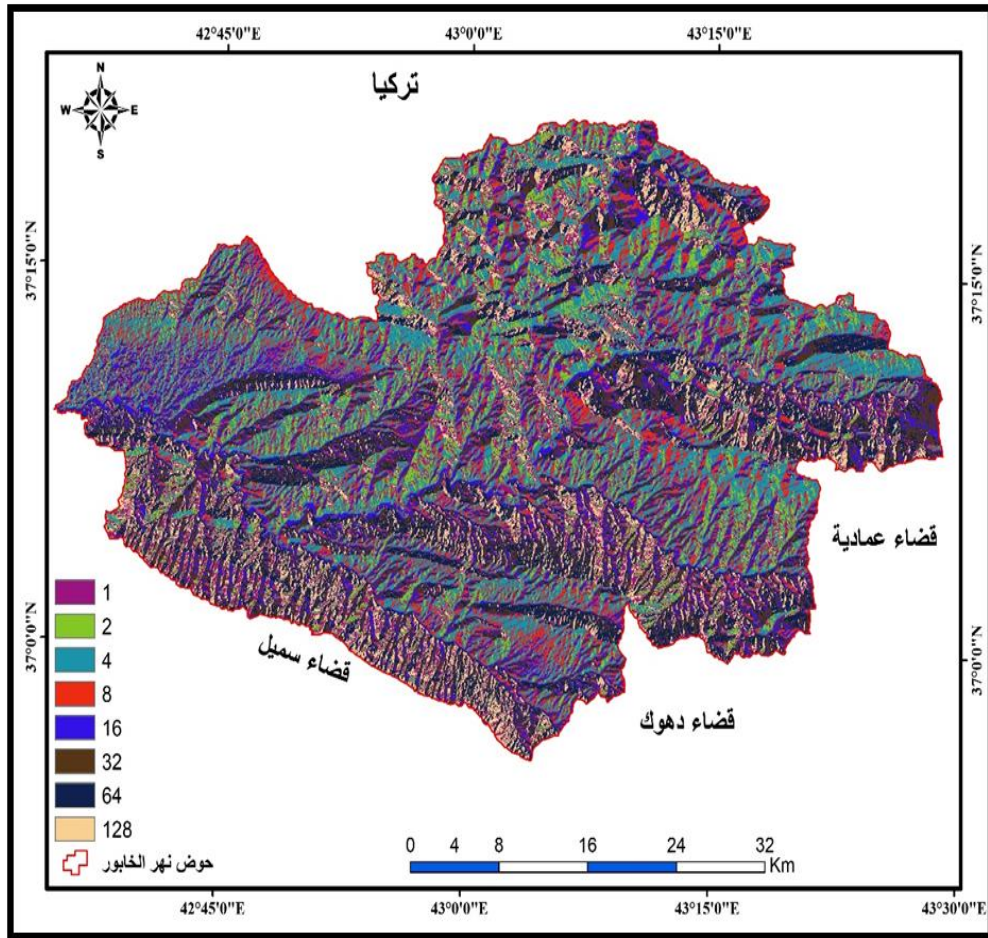 42°45'0"E 43°0'0"E 43°15'0"E
تركيا
N
W E
S
37°15'0"N 37°15'0"N
قضاء عمادية
1
2
4
8
16
32
64
128
حوض نهر الخابور
37°0'0"N 37°0'0"N
قضاء سميل
قضاء دهوك
0 4 8 16 24 32
Km
42°45'0"E 43°0'0"E 43°15'0"E 43°30'0"E